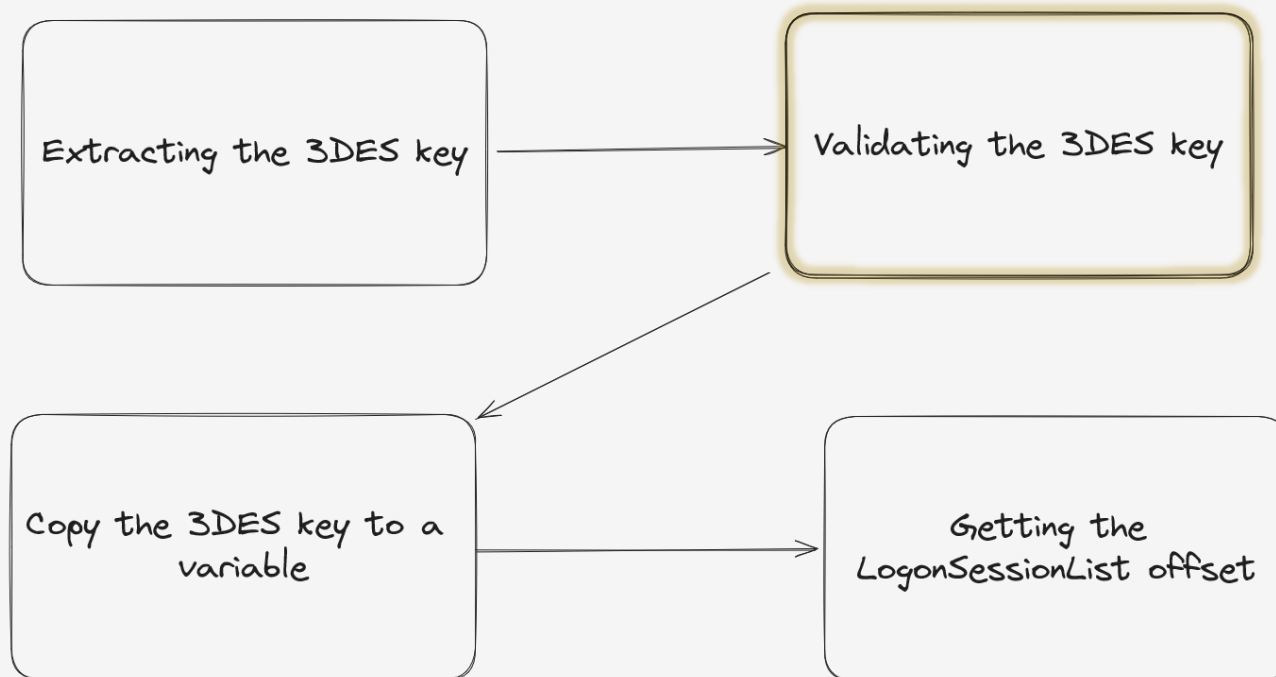 Extracting the 3DES key
Validating the 3DES key
Copy the 3DES key to a
variable
Getting the
LogonSessionList offset